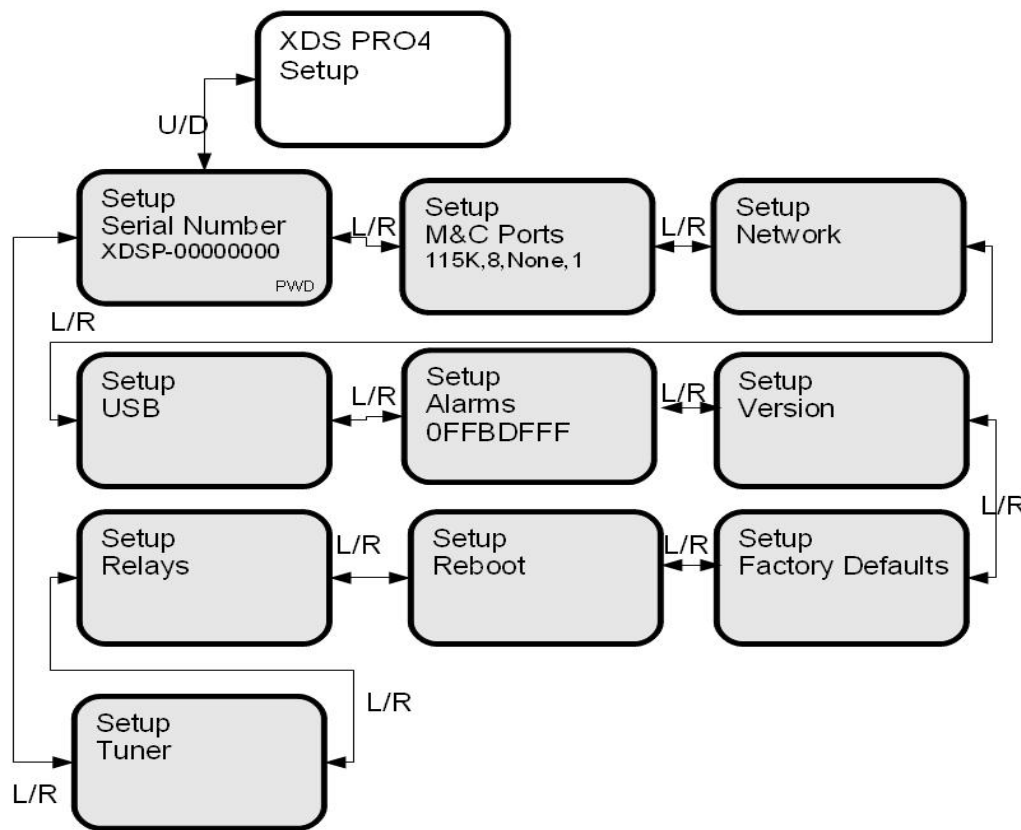 XDS PRO4
Setup
U/D
Setup
Serial Number
XDSP-00000000
PWD
L/R
Setup
M&C Ports
115K,8,None,1
L/R
Setup
Network
L/R
Setup
USB
L/R
Setup
Alarms
0FFBDFFF
L/R
Setup
Version
L/R
Setup
Relays
L/R
Setup
Reboot
L/R
Setup
Factory Defaults
L/R
Setup
Tuner
L/R